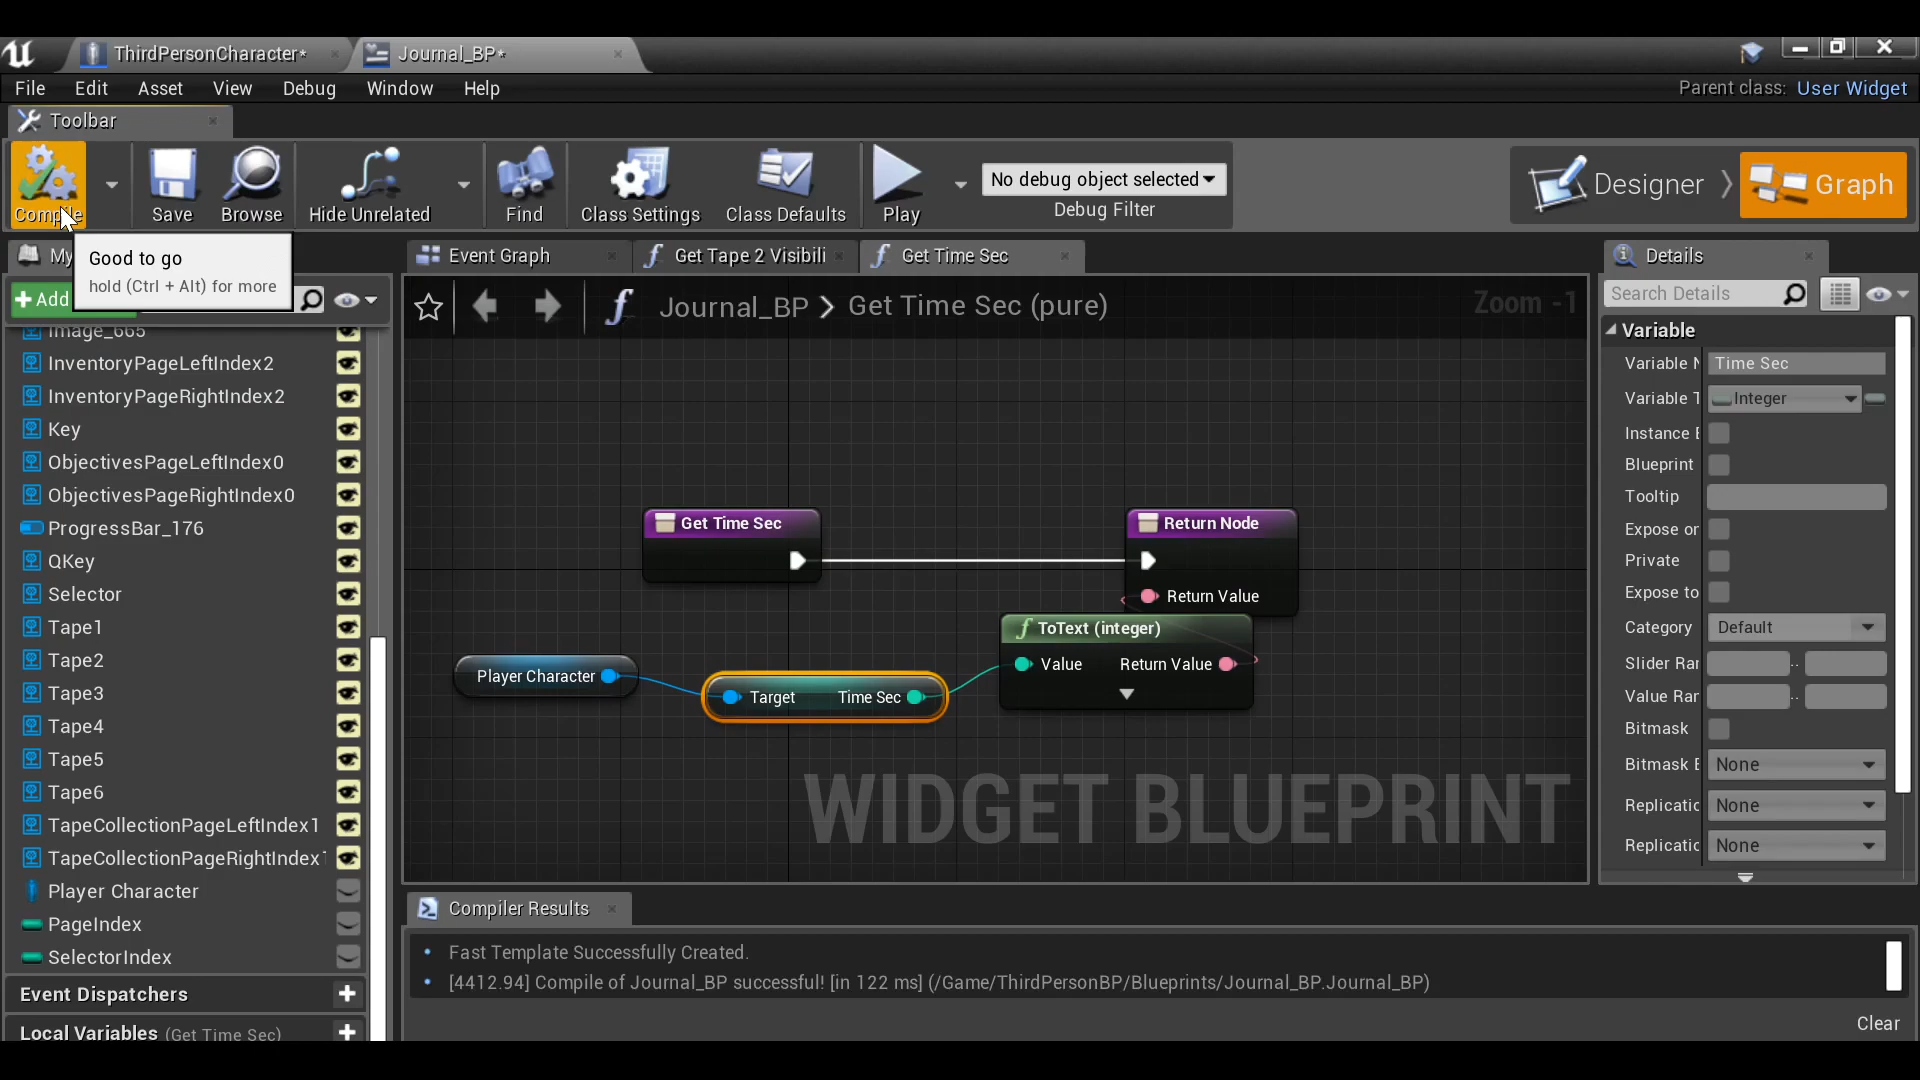 ThirdPersonCharacter*
Journal_BP*
File
Edit
Asset
View
Debug
Window
Help
Parent class: User Widget
Toolbar
Compile
Save
Browse
Hide Unrelated
Find
Class Settings
Class Defaults
Play
No debug object selected
Debug Filter
Designer
Graph
My
Good to go
hold (Ctrl + Alt) for more
Add
Event Graph
Get Tape 2 Visibili
Get Time Sec
Details
Journal_BP > Get Time Sec (pure)
Zoom -1
Search Details
Image_665
InventoryPageLeftIndex2
InventoryPageRightIndex2
Key
ObjectivesPageLeftIndex0
ObjectivesPageRightIndex0
ProgressBar_176
QKey
Selector
Tape1
Tape2
Tape3
Tape4
Tape5
Tape6
TapeCollectionPageLeftIndex1
TapeCollectionPageRightIndex1
Player Character
PageIndex
SelectorIndex
Event Dispatchers
Local Variables (Get Time Sec)
Get Time Sec
Return Node
Return Value
ToText (integer)
Value
Return Value
Player Character
Target
Time Sec
WIDGET BLUEPRINT
Variable
Variable N
Time Sec
Variable T
Integer
Instance E
Blueprint
Tooltip
Expose or
Private
Expose to
Category
Default
Slider Rar
Value Ran
Bitmask
Bitmask E
None
Replicatic
None
Replicatic
None
Compiler Results
Fast Template Successfully Created.
[4412.94] Compile of Journal_BP successful! [in 122 ms] (/Game/ThirdPersonBP/Blueprints/Journal_BP.Journal_BP)
Clear